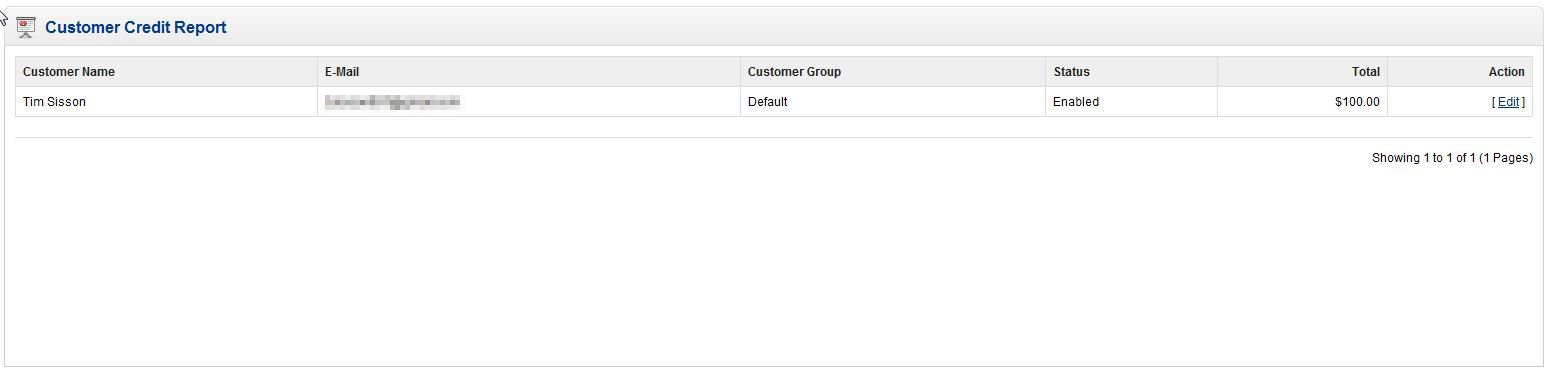 Customer Credit Report
Customer Name E-Mail Customer Group Status Total Action
Tim Sisson Default Enabled $100.00 [ Edit ]
Showing 1 to 1 of 1 (1 Pages)